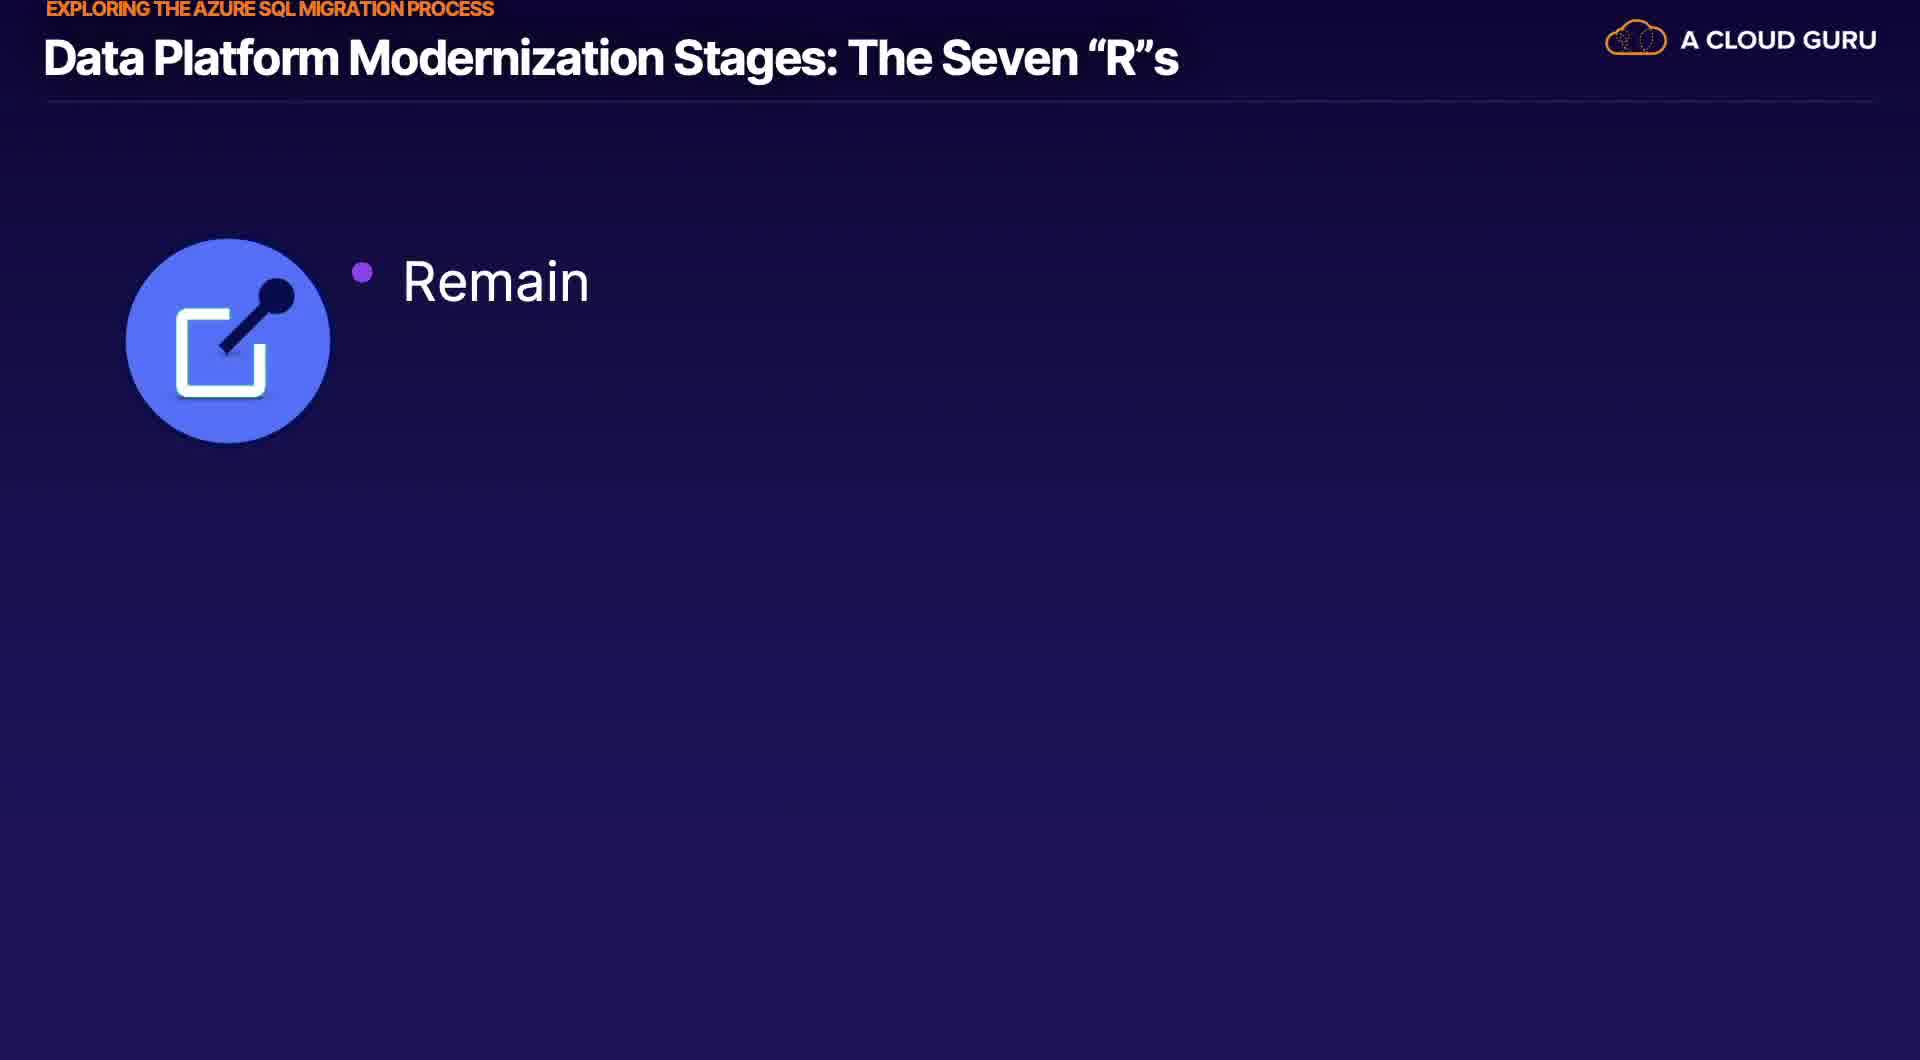 EXPLORING THE AZURE SQL MIGRATION PROCESS
Data Platform Modernization Stages: The Seven “R”s
A CLOUD GURU
Remain